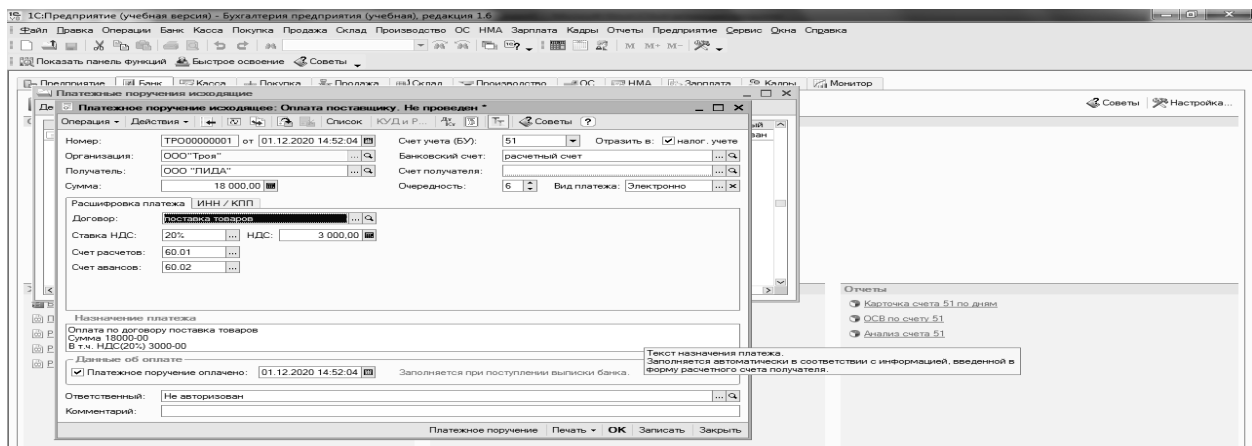 1С:Предприятие (учебная версия) - Бухгалтерия предприятия (учебная), редакция 1.6
Файл Правка Операции Банк Касса Покупка Продажа Склад Производство ОС НМА Зарплата Кадры Отчеты Предприятие Сервис Окна Справка
M M+ M-
Показать панель функций Быстрое освоение Советы
Предприятие Банк Касса Покупка Продажа Склад Производство ОС НМА Зарплата Кадры Монитор
Платежные поручения исходящие
Советы Настройка...
Платежное поручение исходящее: Оплата поставщику. Не проведен *
Операция Действия Список КУДиР... Советы ?
Номер: ТРО00000001 от 01.12.2020 14:52:04 Счет учета (БУ): 51 Отразить в: налог. учете
Организация: ООО"Троя" ... Банковский счет: расчетный счет ...
Получатель: ООО "ЛИДА" ... Счет получателя: ...
Сумма: 18 000.00 Очередность: 6 Вид платежа: Электронно ...
Расшифровка платежа ИНН / КПП
Договор: поставка товаров ...
Ставка НДС: 20% ... НДС: 3 000,00
Счет расчетов: 60.01 ...
Счет авансов: 60.02 ...
Отчеты
Карточка счета 51 по дням
ОСВ по счету 51
Анализ счета 51
Назначение платежа
Оплата по договору поставка товаров
Сумма 18000-00
В т.ч. НДС(20%) 3000-00
Текст назначения платежа.
Заполняется автоматически в соответствии с информацией, введенной в
форму расчетного счета получателя.
Данные об оплате
Платежное поручение оплачено: 01.12.2020 14:52:04 Заполняется при поступлении выписки банка.
Ответственный: Не авторизован ...
Комментарий:
Платежное поручение Печать OK Записать Закрыть